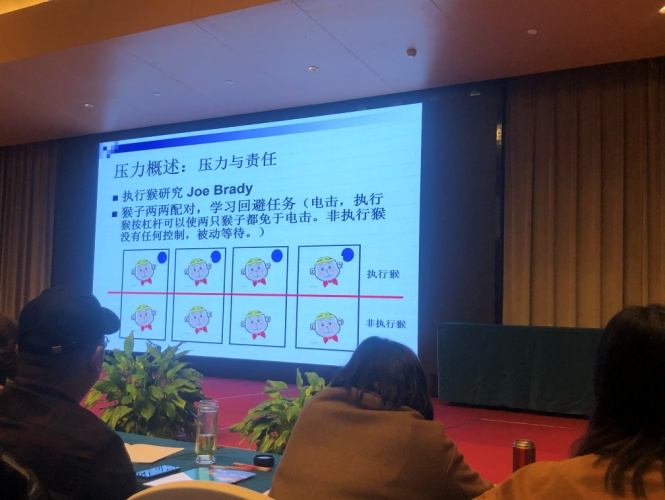 压力概述：压力与责任
执行猴研究 Joe Brady
猴子两两配对，学习回避任务（电击，执行
猴按杠杆可以使两只猴子都免于电击。非执行猴
没有任何控制，被动等待。）
执行猴
非执行猴